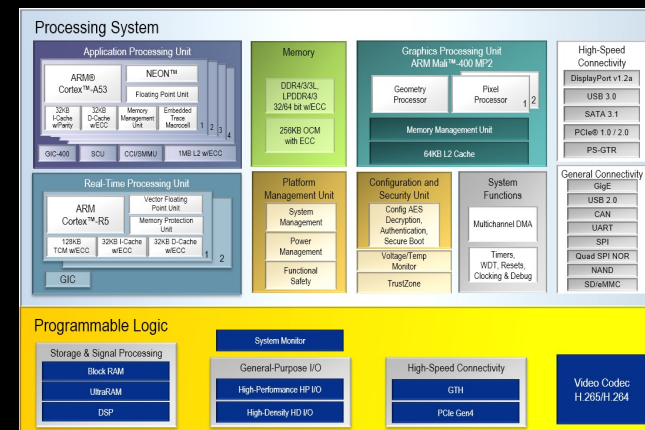 Processing System
Application Processing Unit
ARM®
Cortex™-A53
NEON™
Floating Point Unit
32KB
I-Cache
w/Parity
32KB
D-Cache
w/ECC
Memory
Management
Unit
Embedded
Trace
Macrocell
1
2
3
4
GIC-400
SCU
CCI/SMMU
1MB L2 w/ECC
Memory
DDR4/3/3L,
LPDDR4/3
32/64 bit w/ECC
256KB OCM
with ECC
Graphics Processing Unit
ARM Mali™-400 MP2
Geometry
Processor
Pixel
Processor
1
2
Memory Management Unit
64KB L2 Cache
High-Speed
Connectivity
DisplayPort v1.2a
USB 3.0
SATA 3.1
PCIe® 1.0 / 2.0
PS-GTR
Real-Time Processing Unit
ARM
Cortex™-R5
Vector Floating
Point Unit
Memory Protection
Unit
128KB
TCM w/ECC
32KB I-Cache
w/ECC
32KB D-Cache
w/ECC
1
2
GIC
Platform
Management Unit
System
Management
Power
Management
Functional
Safety
Configuration and
Security Unit
Config AES
Decryption,
Authentication,
Secure Boot
Voltage/Temp
Monitor
TrustZone
System
Functions
Multichannel DMA
Timers,
WDT, Resets,
Clocking & Debug
General Connectivity
GigE
USB 2.0
CAN
UART
SPI
Quad SPI NOR
NAND
SD/eMMC
Programmable Logic
Storage & Signal Processing
Block RAM
UltraRAM
DSP
System Monitor
General-Purpose I/O
High-Performance HP I/O
High-Density HD I/O
High-Speed Connectivity
GTH
PCIe Gen4
Video Codec
H.265/H.264